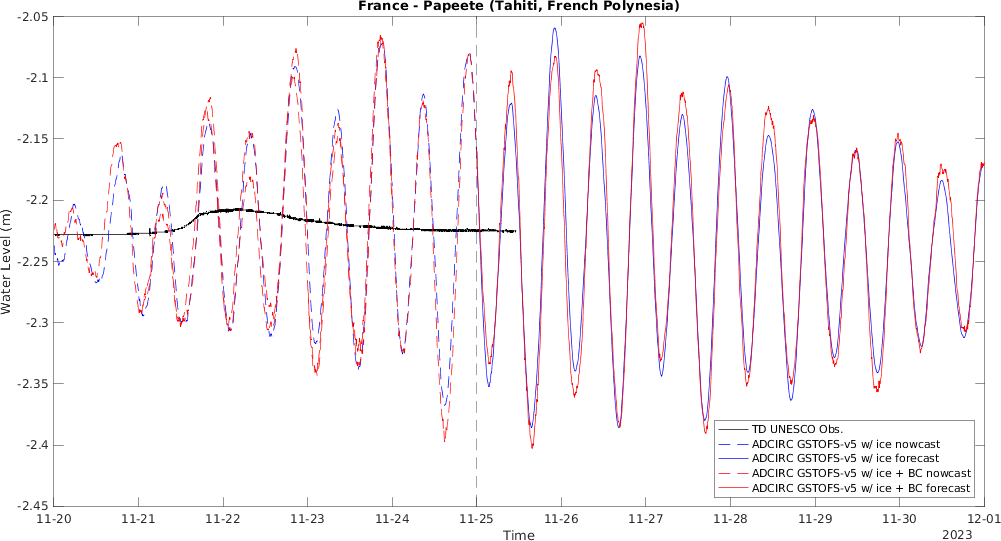 France - Papeete (Tahiti, French Polynesia)
Water Level (m)
-2.05
-2.1
-2.15
-2.2
-2.25
-2.3
-2.35
-2.4
-2.45
TD UNESCO Obs.
ADCIRC GSTOFS-v5 w/ ice nowcast
ADCIRC GSTOFS-v5 w/ ice forecast
ADCIRC GSTOFS-v5 w/ ice + BC nowcast
ADCIRC GSTOFS-v5 w/ ice + BC forecast
11-20 11-21 11-22 11-23 11-24 11-25 11-26 11-27 11-28 11-29 11-30 12-01
Time
2023